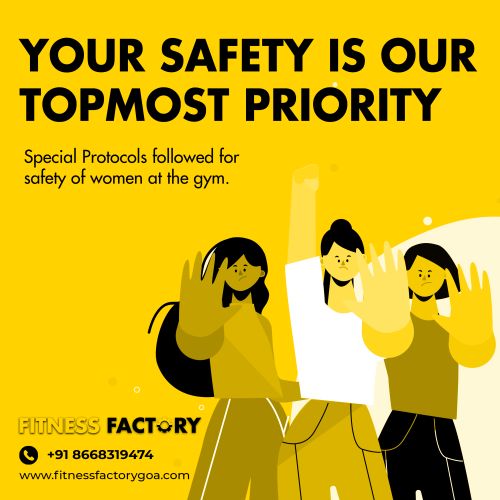 YOUR SAFETY IS OUR
TOPMOST PRIORITY
Special Protocols followed for
safety of women at the gym.
FITNESS FACTORY
+91 8668319474
www.fitnessfactorygoa.com